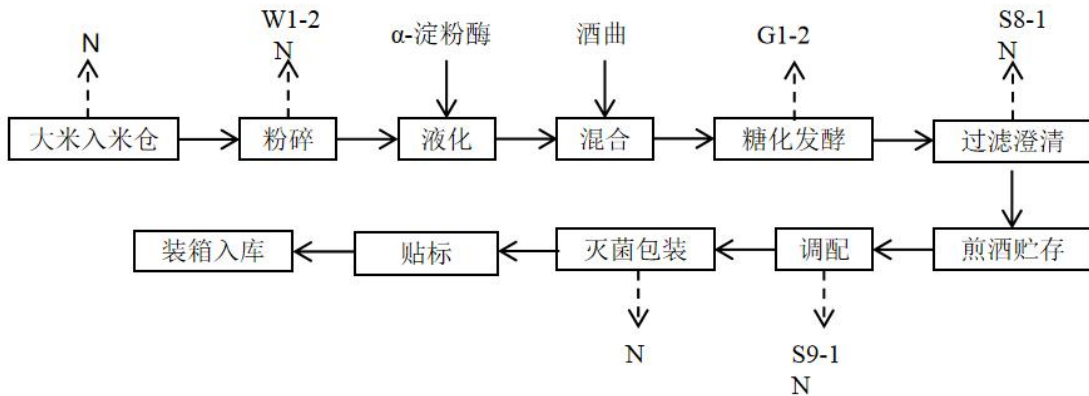 N
W1-2
N
α-淀粉酶
酒曲
G1-2
S8-1
N
大米入米仓
粉碎
液化
混合
糖化发酵
过滤澄清
装箱入库
贴标
灭菌包装
调配
煎酒贮存
N
S9-1
N